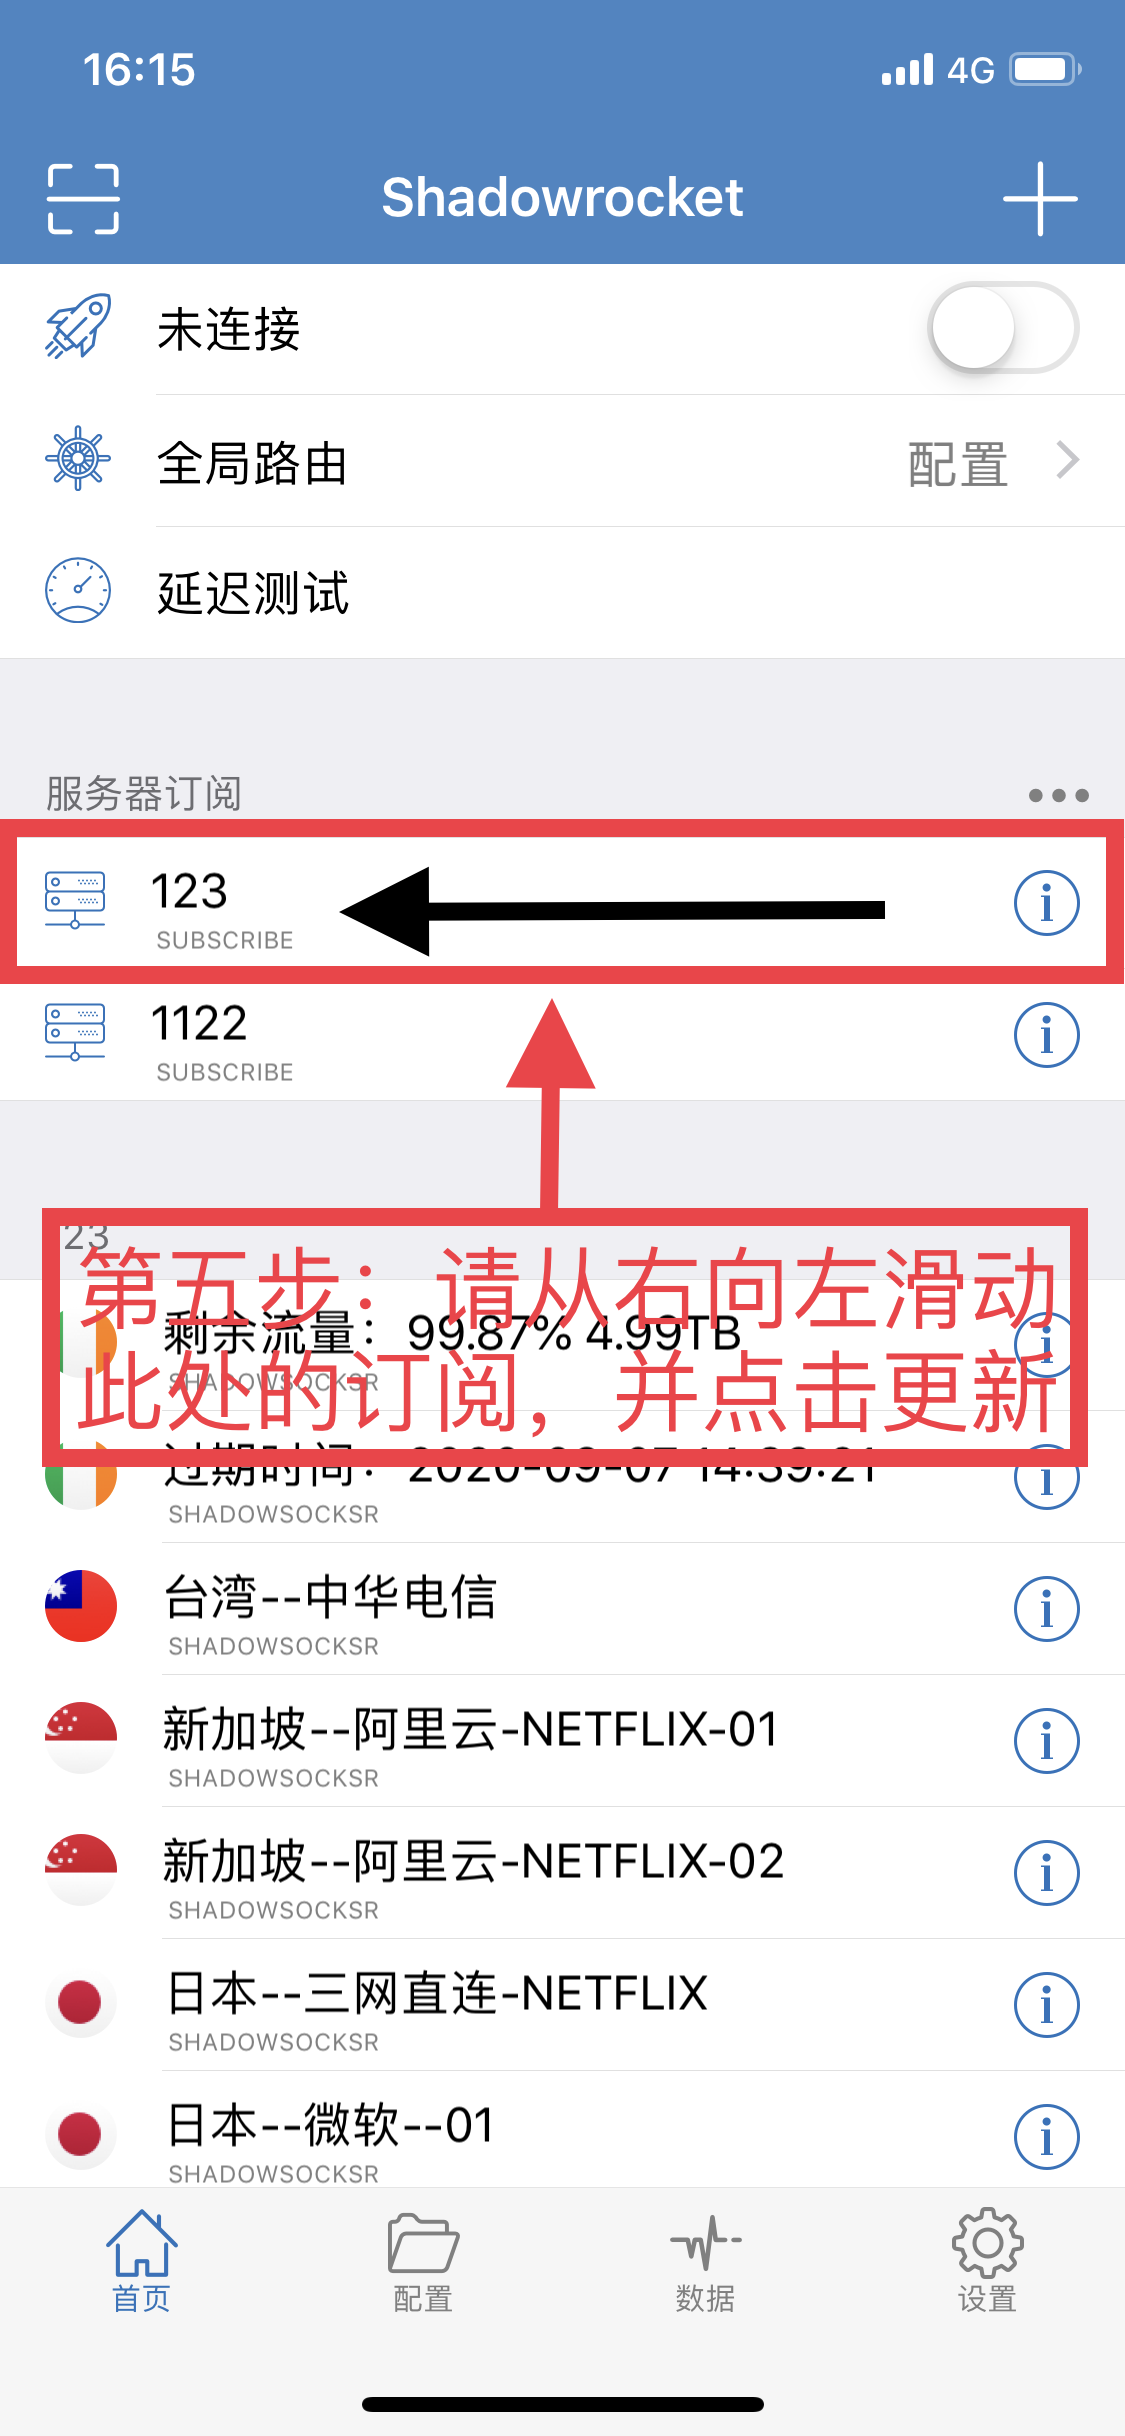 16:15
4G
Shadowrocket
未连接
全局路由
配置
延迟测试
服务器订阅
123
SUBSCRIBE
1122
SUBSCRIBE
23
第五步：请从右向左滑动
此处的订阅，并点击更新
剩余流量：99.87% 4.99TB
SHADOWSOCKSR
过期时间：2020-09-07 14:39:21
SHADOWSOCKSR
台湾--中华电信
SHADOWSOCKSR
新加坡--阿里云-NETFLIX-01
SHADOWSOCKSR
新加坡--阿里云-NETFLIX-02
SHADOWSOCKSR
日本--三网直连-NETFLIX
SHADOWSOCKSR
日本--微软--01
SHADOWSOCKSR
首页
配置
数据
设置